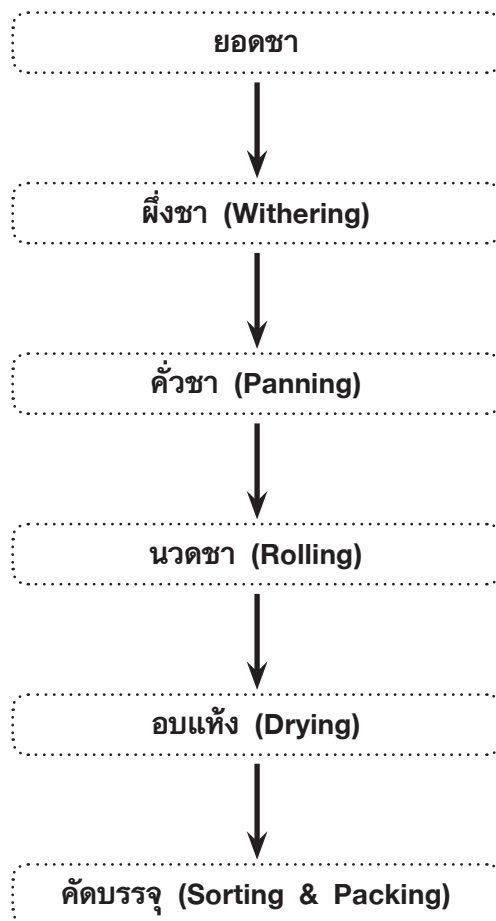 ยอดชา
ผึ่งชา (Withering)
คั่วชา (Panning)
นวดชา (Rolling)
อบแห้ง (Drying)
คัดบรรจุ (Sorting & Packing)